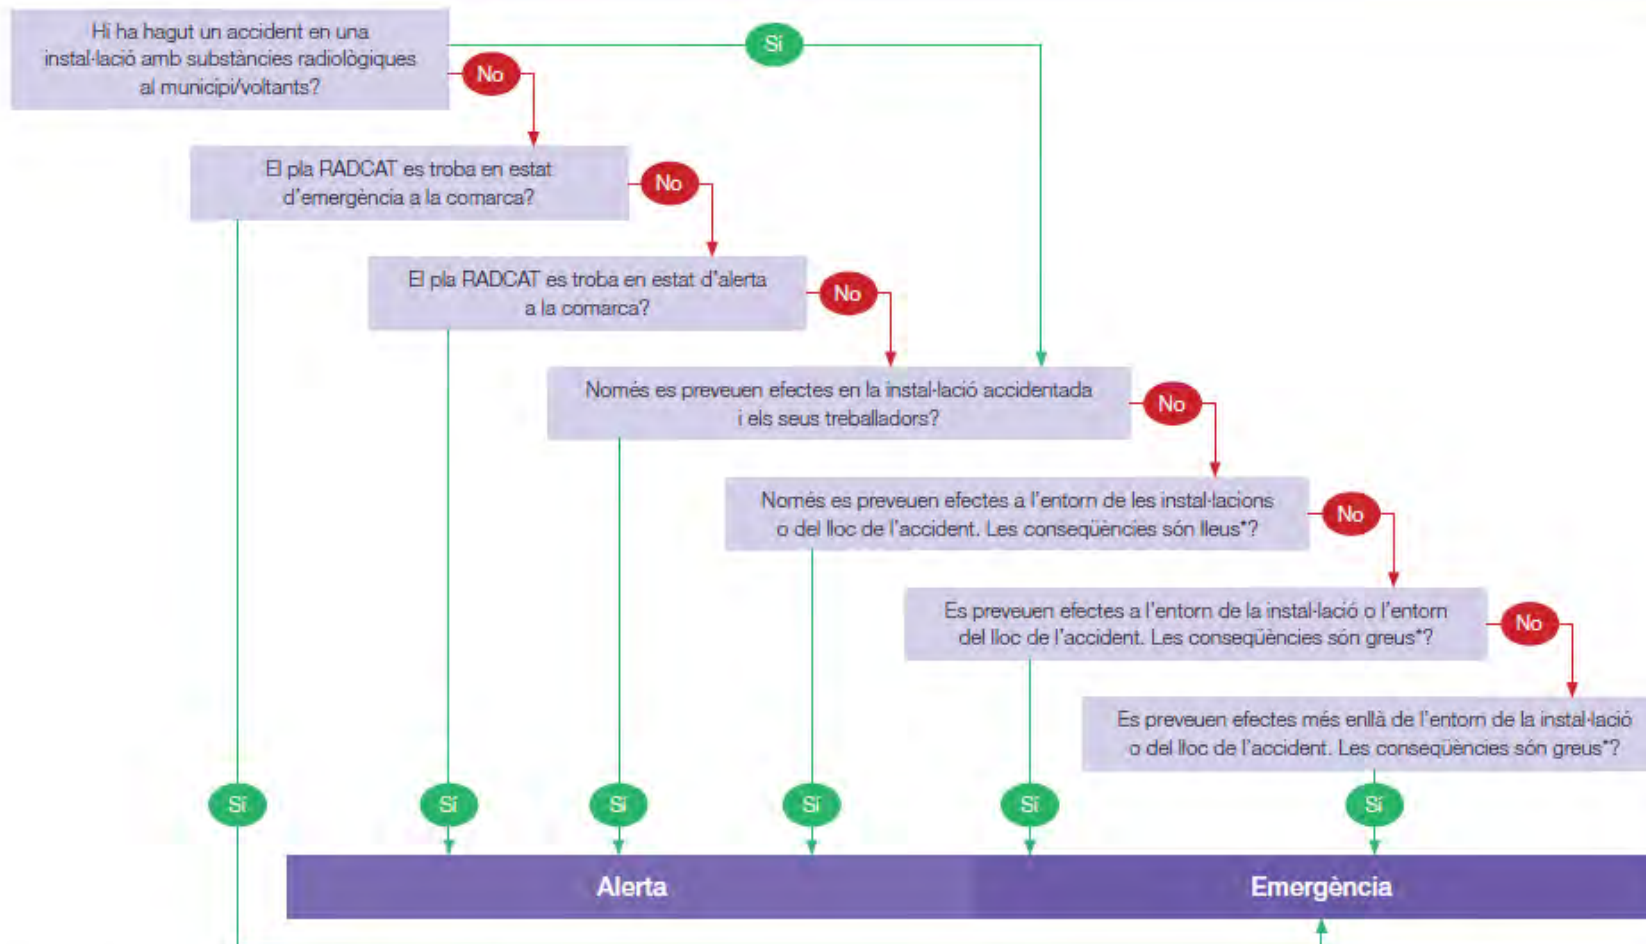 Hi ha hagut un accident en una
instal·lació amb substàncies radiològiques
al municipi/voltants?
Sí
No
El pla RADCAT es troba en estat
d'emergència a la comarca?
No
El pla RADCAT es troba en estat d'alerta
a la comarca?
No
Només es preveuen efectes en la instal·lació accidentada
i els seus treballadors?
No
Només es preveuen efectes a l'entorn de les instal·lacions
o del lloc de l'accident. Les conseqüències són lleus*?
No
Es preveuen efectes a l'entorn de la instal·lació o l'entorn
del lloc de l'accident. Les conseqüències són greus*?
No
Es preveuen efectes més enllà de l'entorn de la instal·lació
o del lloc de l'accident. Les conseqüències són greus*?
Sí
Sí
Sí
Sí
Sí
Sí
Alerta
Emergència